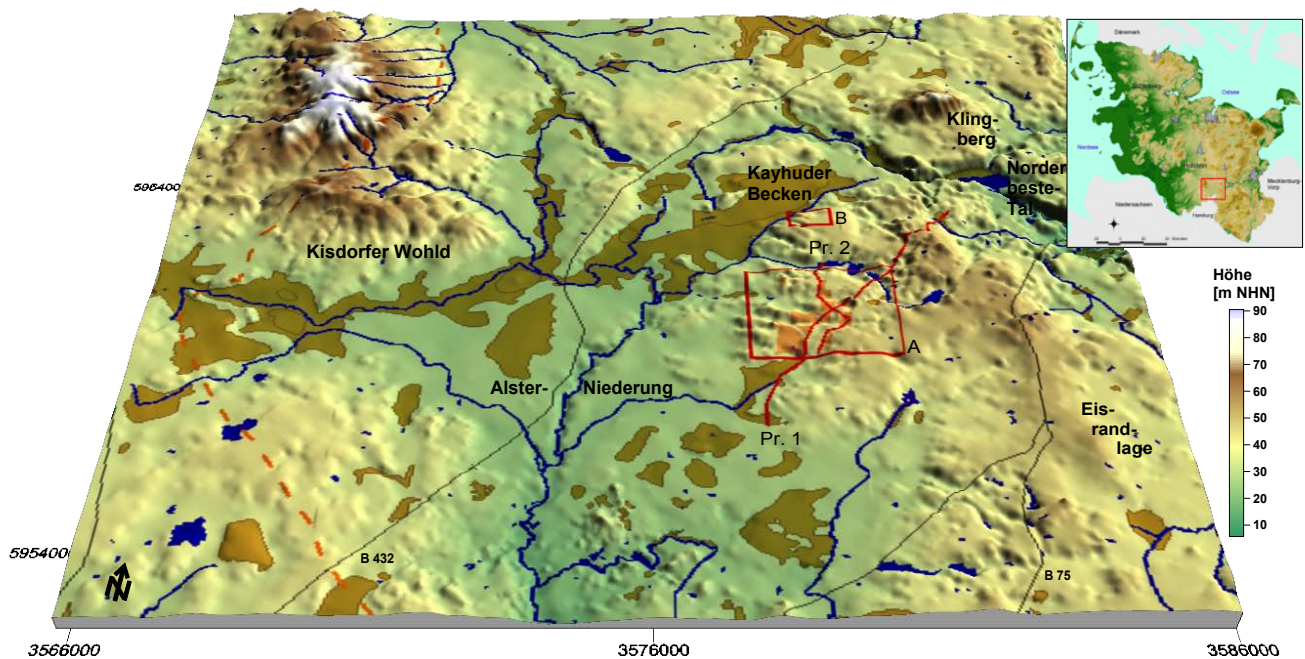 Kling-
berg
Norder
beste-
Tal
Kayhuder
Becken
B
Pr. 2
596400
Kisdorfer Wohld
A
Alster-
Niederung
Pr. 1
Eis-
rand-
lage
595400
N
B 432
B 75
3566000
3576000
3586000
Dänemark
Ostsee
Nordsee
Mecklenburg-
Vorp.
Niedersachsen
Hamburg
Höhe
[m NHN]
90
80
70
60
50
40
30
20
10